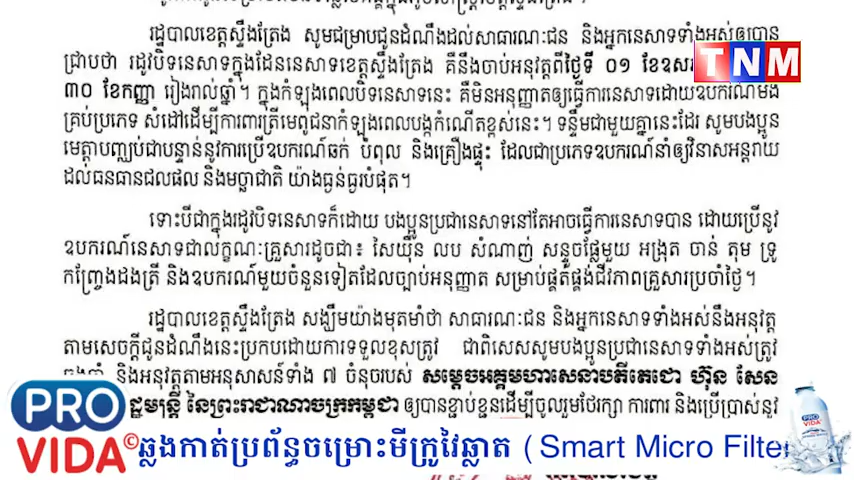 រដ្ឋបាលខេត្តស្ទឹងត្រែង សូមជម្រាបជូនដំណឹងដល់សាធារណៈជន និងអ្នកនេសាទទាំងអស់ឲ្យបាន
ជ្រាបថា រដូវបិទនេសាទក្នុងដែននេសាទខេត្តស្ទឹងត្រែង គឺនឹងចាប់អនុវត្តពីថ្ងៃទី ០១ ខែឧសភា
TNM
៣០ ខែកញ្ញា រៀងរាល់ឆ្នាំ។ ក្នុងកំឡុងពេលបិទនេសាទនេះ គឺមិនអនុញ្ញាតឲ្យធ្វើការនេសាទដោយឧបករណ៍មង
គ្រប់ប្រភេទ សំដៅដើម្បីការពារត្រីមេពូជនាកំឡុងពេលបង្កកំណើតខ្ពស់នេះ។ ទន្ទឹមជាមួយគ្នានេះដែរ សូមបងប្អូន
មេត្តាបញ្ឈប់ជាបន្ទាន់នូវការប្រើឧបករណ៍ឆក់ បំពុល និងគ្រឿងផ្ទុះ ដែលជាប្រភេទឧបករណ៍នាំឲ្យវិនាសអន្តរាយ
ដល់ធនធានជលផល និងមច្ឆាជាតិ យ៉ាងធ្ងន់ធ្ងរបំផុត។
ទោះបីជាក្នុងរដូវបិទនេសាទក៏ដោយ បងប្អូនប្រជានេសាទនៅតែអាចធ្វើការនេសាទបាន ដោយប្រើនូវ
ឧបករណ៍នេសាទជាលក្ខណៈគ្រួសារដូចជា៖ សៃយ៉ឺន លប សំណាញ់ សន្ទូចផ្លែមួយ អង្រុត ចាន់ តុម ទ្រូ
កញ្ច្រែងដងត្រី និងឧបករណ៍មួយចំនួនទៀតដែលច្បាប់អនុញ្ញាត សម្រាប់ផ្គត់ផ្គង់ជីវភាពគ្រួសារប្រចាំថ្ងៃ។
រដ្ឋបាលខេត្តស្ទឹងត្រែង សង្ឃឹមយ៉ាងមុតមាំថា សាធារណៈជន និងអ្នកនេសាទទាំងអស់នឹងអនុវត្ត
តាមសេចក្តីជូនដំណឹងនេះប្រកបដោយការទទួលខុសត្រូវ ជាពិសេសសូមបងប្អូនប្រជានេសាទទាំងអស់ត្រូវ
និងអនុវត្តតាមអនុសាសន៍ទាំង ៧ ចំនុចរបស់ សម្តេចអគ្គមហាសេនាបតីតេជោ ហ៊ុន សែន
នៃព្រះរាជាណាចក្រកម្ពុជា ឲ្យបានខ្ជាប់ខ្ជួនដើម្បីចូលរួមថែរក្សា ការពារ និងប្រើប្រាស់នូវ
PRO
VIDA ©ឆ្លងកាត់ប្រព័ន្ធចម្រោះមីក្រូវៃឆ្លាត (Smart Micro Filter
PRO
VIDA